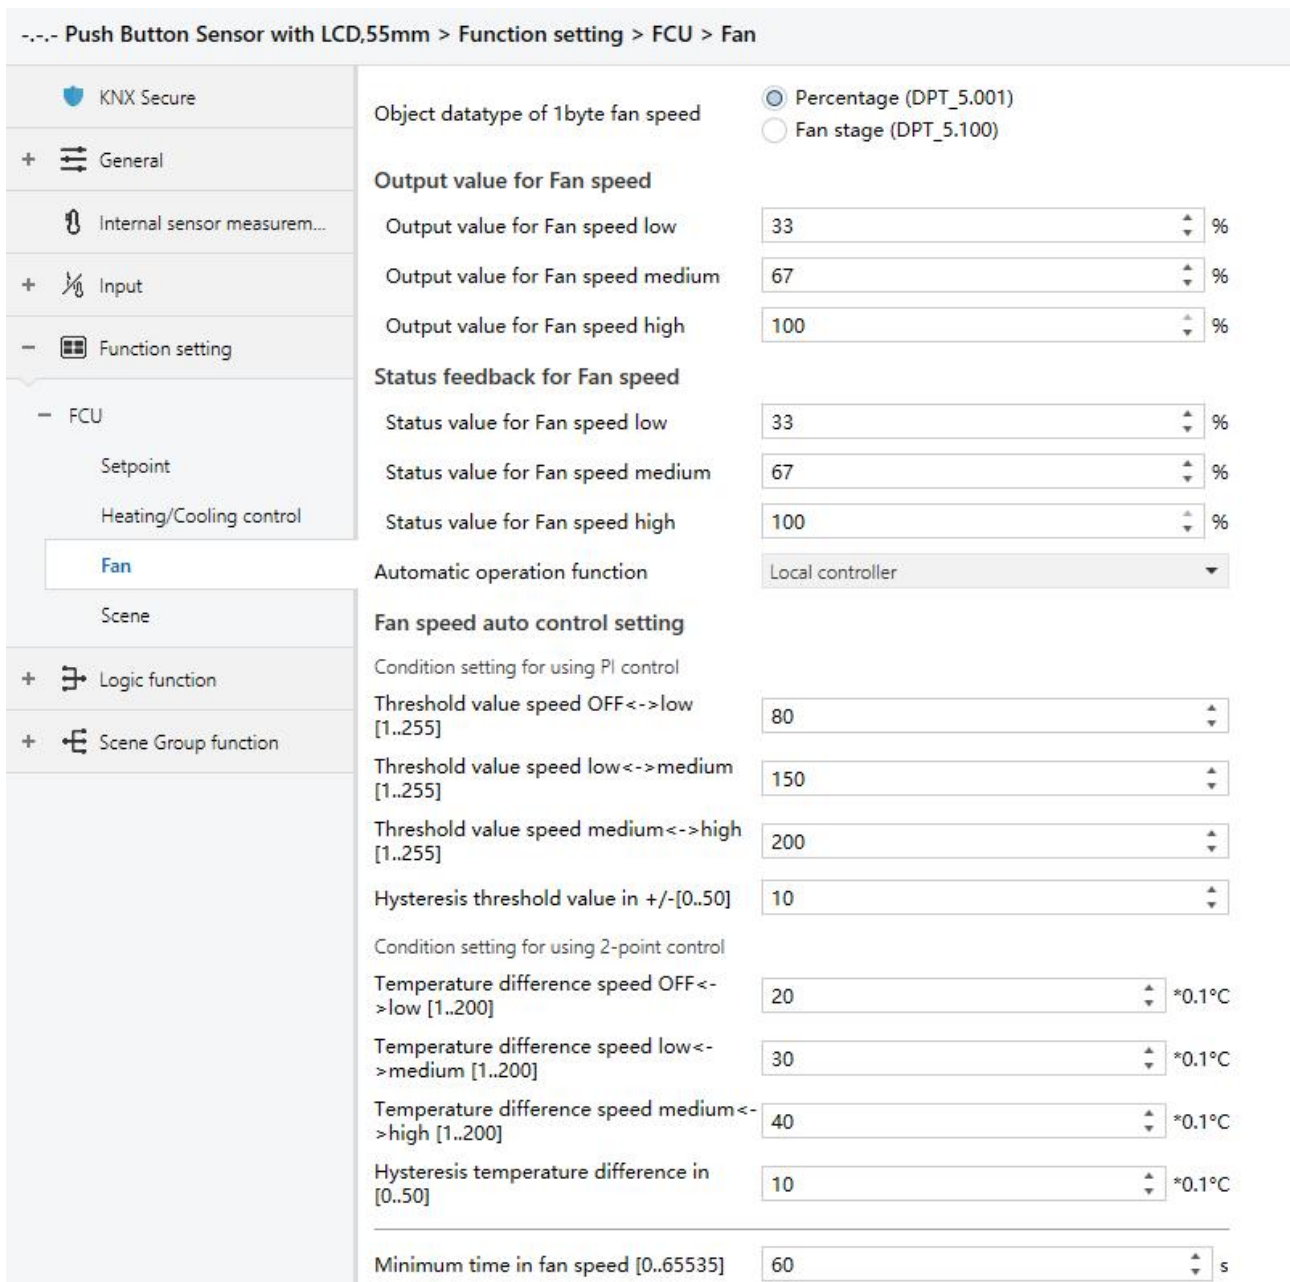 -.-.- Push Button Sensor with LCD,55mm > Function setting > FCU > Fan
KNX Secure
+ General
Internal sensor measurem...
+ Input
− Function setting
− FCU
Setpoint
Heating/Cooling control
Fan
Scene
+ Logic function
+ Scene Group function
Object datatype of 1byte fan speed
Percentage (DPT_5.001)
Fan stage (DPT_5.100)
Output value for Fan speed
Output value for Fan speed low 33 %
Output value for Fan speed medium 67 %
Output value for Fan speed high 100 %
Status feedback for Fan speed
Status value for Fan speed low 33 %
Status value for Fan speed medium 67 %
Status value for Fan speed high 100 %
Automatic operation function Local controller
Fan speed auto control setting
Condition setting for using PI control
Threshold value speed OFF<->low
[1..255] 80
Threshold value speed low<->medium
[1..255] 150
Threshold value speed medium<->high
[1..255] 200
Hysteresis threshold value in +/-[0..50] 10
Condition setting for using 2-point control
Temperature difference speed OFF<-
>low [1..200] 20 *0.1°C
Temperature difference speed low<-
>medium [1..200] 30 *0.1°C
Temperature difference speed medium<-
>high [1..200] 40 *0.1°C
Hysteresis temperature difference in
[0..50] 10 *0.1°C
Minimum time in fan speed [0..65535] 60 s